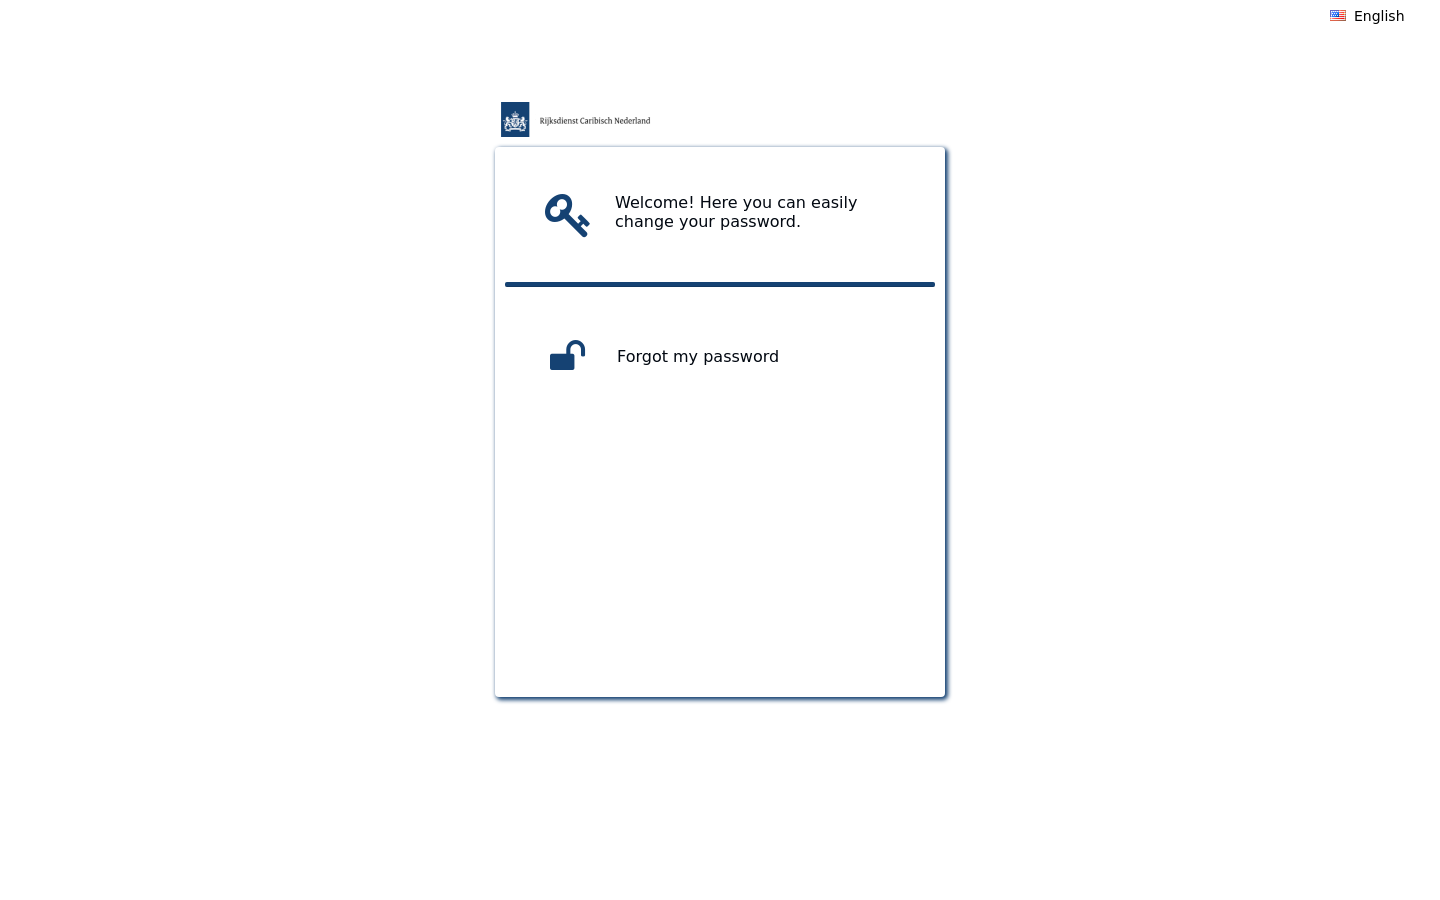 English
Rijksdienst Caribisch Nederland
Welcome! Here you can easily
change your password.
Forgot my password